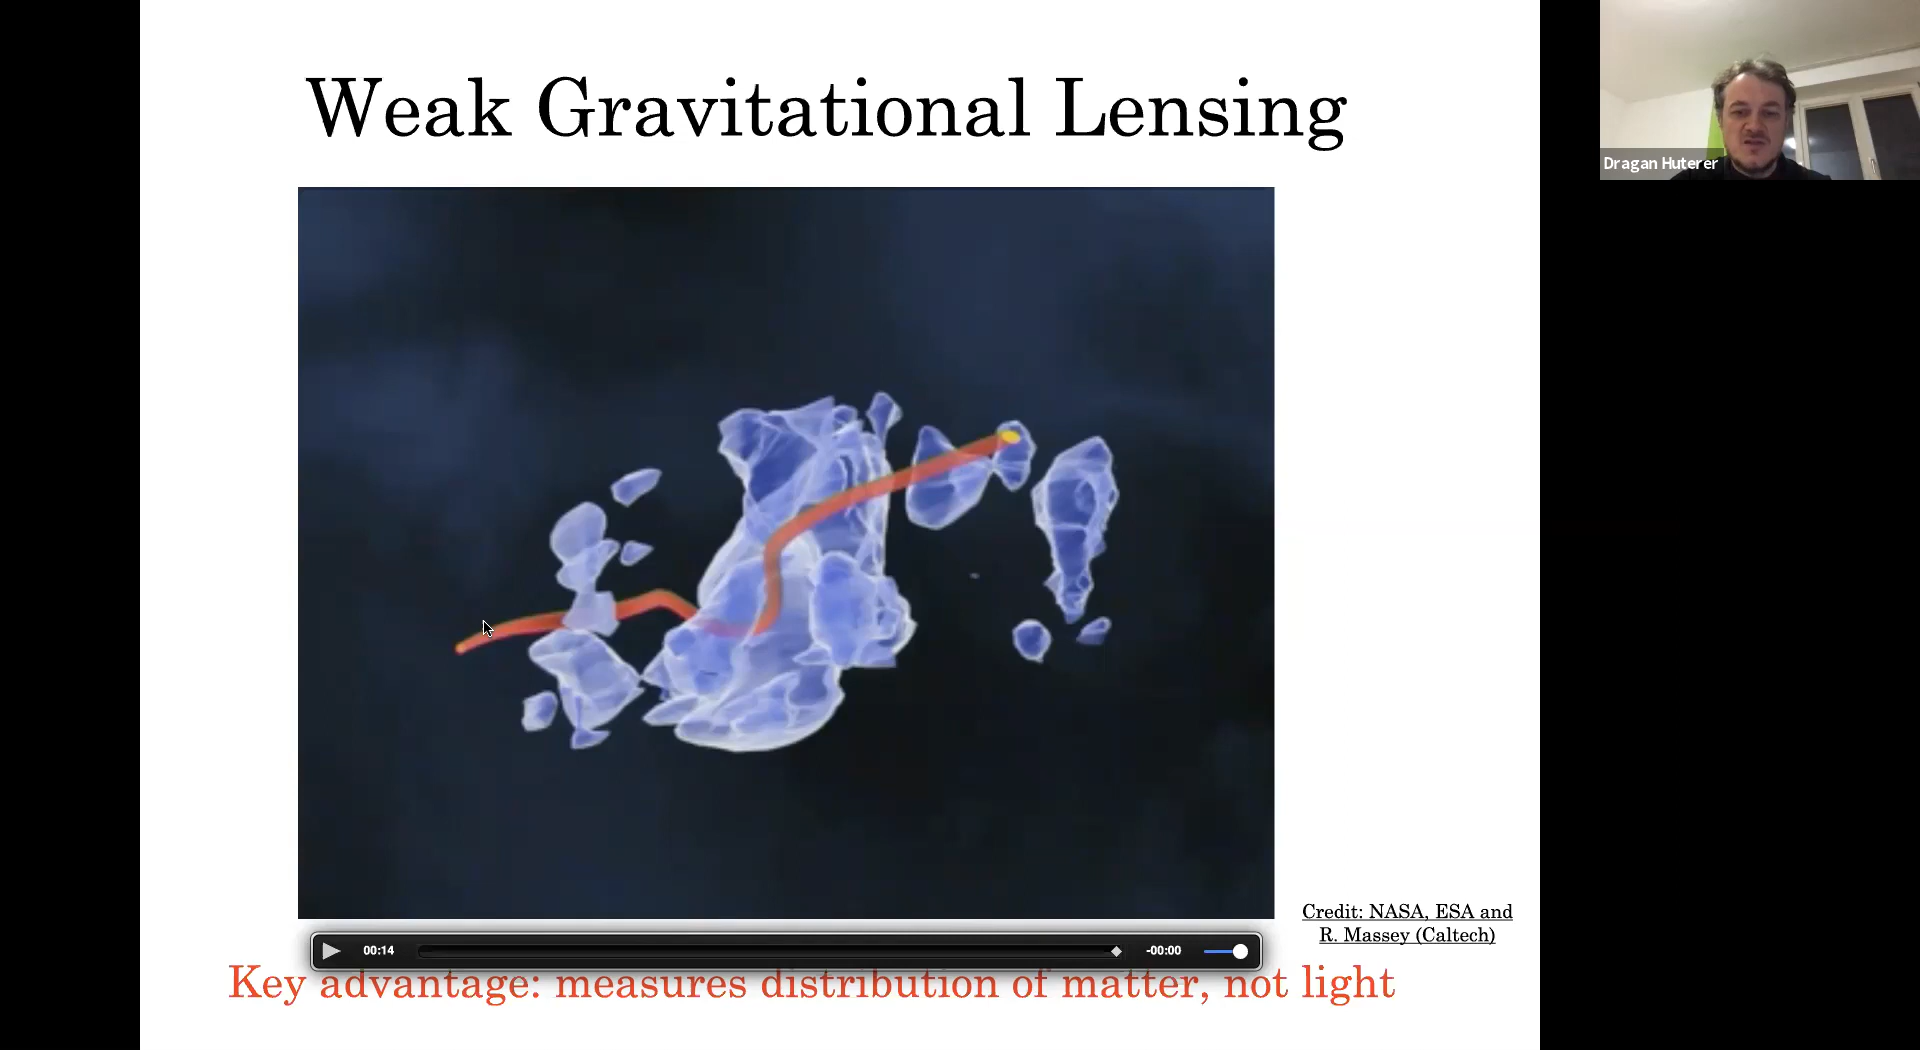 Weak Gravitational Lensing
Dragan Huterer
Credit: NASA, ESA and
R. Massey (Caltech)
00:14
-00:00
Key advantage: measures distribution of matter, not light